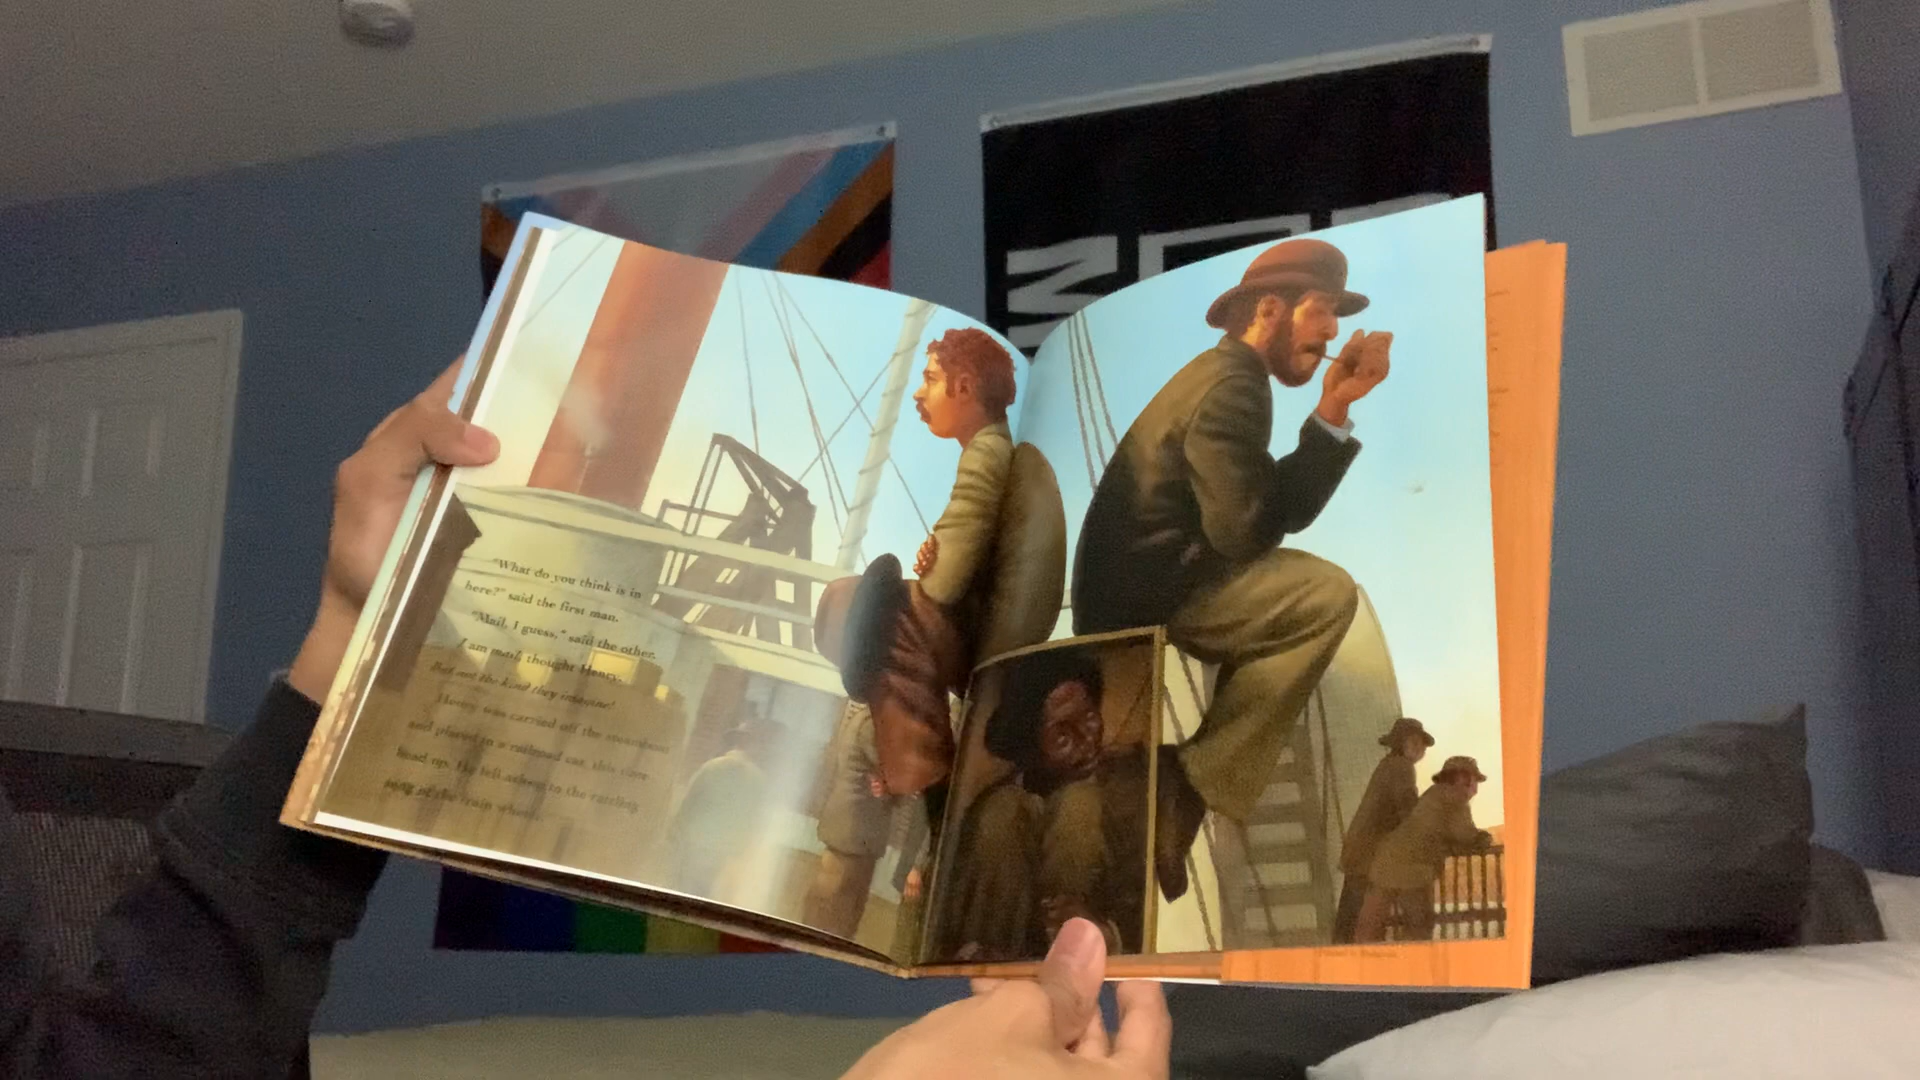 "What do you think is in
here?" said the first man.
"Mail, I guess," said the other.
I am mail, thought Henry.
But not the kind they imagine!
Henry was carried off the steamboat
and placed in a railroad car, this time
head up. He fell asleep to the rattling
song of the train wheels.